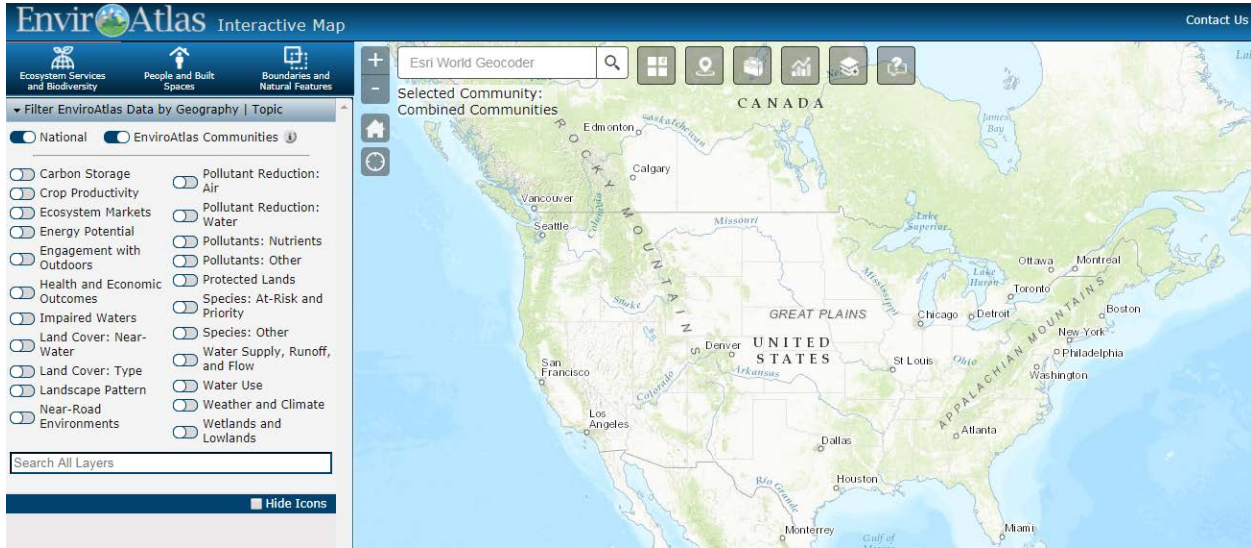 EnviroAtlas Interactive Map
Contact Us
Ecosystem Services
and Biodiversity
People and Built
Spaces
Boundaries and
Natural Features
Filter EnviroAtlas Data by Geography | Topic
National
EnviroAtlas Communities
Carbon Storage
Crop Productivity
Ecosystem Markets
Energy Potential
Engagement with
Outdoors
Health and Economic
Outcomes
Impaired Waters
Land Cover: Near-
Water
Land Cover: Type
Landscape Pattern
Near-Road
Environments
Pollutant Reduction:
Air
Pollutant Reduction:
Water
Pollutants: Nutrients
Pollutants: Other
Protected Lands
Species: At-Risk and
Priority
Species: Other
Water Supply, Runoff,
and Flow
Water Use
Weather and Climate
Wetlands and
Lowlands
Search All Layers
Hide Icons
+
-
Esri World Geocoder
Selected Community:
Combined Communities
CANADA
Edmonton
Saskatchewan
James
Bay
ROCKY MOUNTAINS
Calgary
Vancouver
Columbia
Seattle
Missouri
Lake
Superior
Ottawa
Montreal
Mississippi
Lake
Huron
Toronto
Snake
GREAT PLAINS
Chicago
Detroit
Boston
New York
APPALACHIAN MOUNTAINS
Denver
UNITED
STATES
Philadelphia
San
Francisco
St Louis
Ohio
Washington
Colorado
Arkansas
Los
Angeles
Atlanta
Dallas
Houston
Rio Grande
Monterrey
Miami
Gulf of